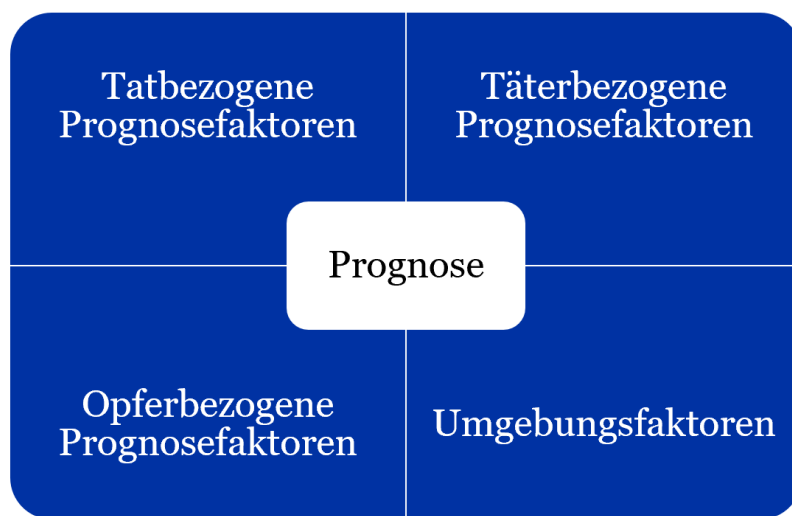 Tatbezogene
Prognosefaktoren
Täterbezogene
Prognosefaktoren
Prognose
Opferbezogene
Prognosefaktoren
Umgebungsfaktoren